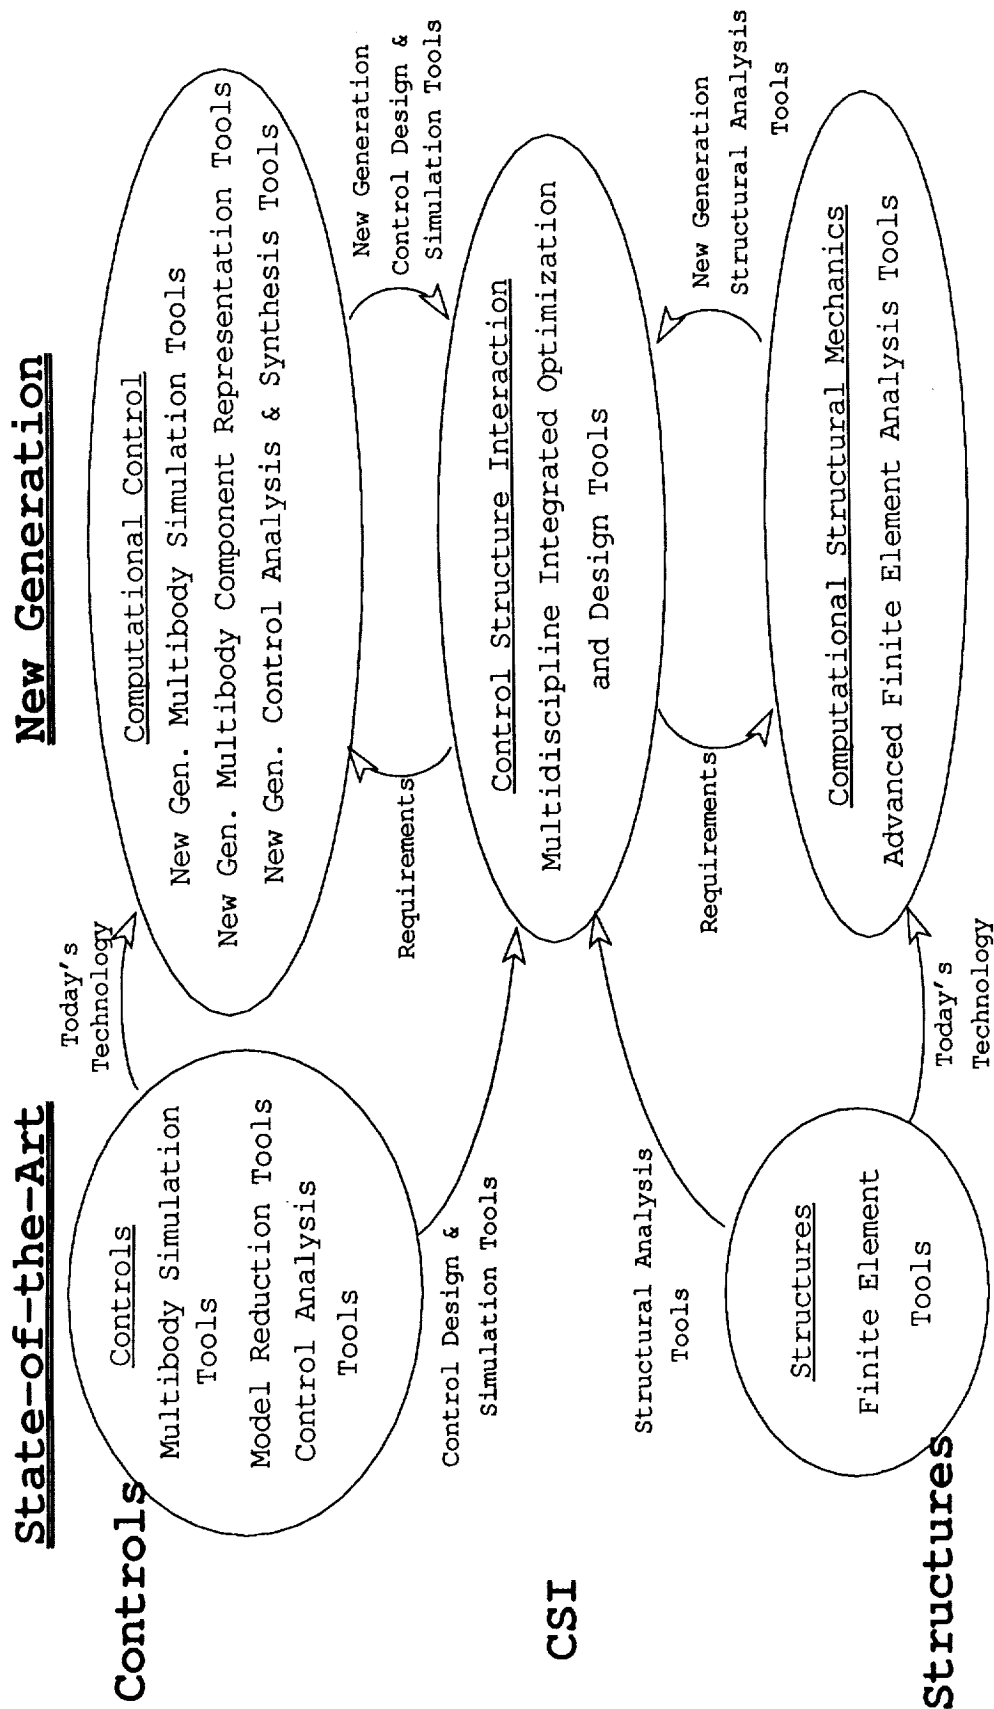 State-of-the-Art
New Generation
Controls
Controls
Multibody Simulation
Tools
Model Reduction Tools
Control Analysis
Tools
Today's
Technology
Computational Control
New Gen. Multibody Simulation Tools
New Gen. Multibody Component Representation Tools
New Gen. Control Analysis & Synthesis Tools
Control Design &
Simulation Tools
Requirements
New Generation
Control Design &
Simulation Tools
CSI
Control Structure Interaction
Multidiscipline Integrated Optimization
and Design Tools
Structural Analysis
Tools
Requirements
New Generation
Structural Analysis
Tools
Structures
Structures
Finite Element
Tools
Today's
Technology
Computational Structural Mechanics
Advanced Finite Element Analysis Tools